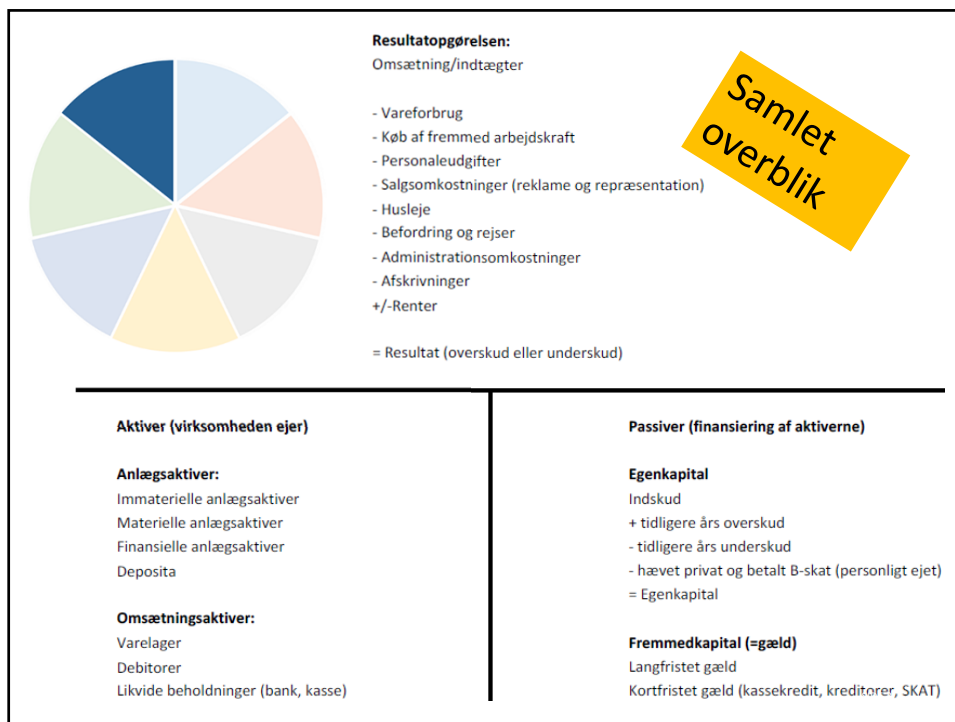 Resultatopgørelsen:
Omsætning/indtægter
- Vareforbrug
- Køb af fremmed arbejdskraft
- Personaleudgifter
- Salgsomkostninger (reklame og repræsentation)
- Husleje
- Befordring og rejser
- Administrationsomkostninger
- Afskrivninger
+/-Renter
= Resultat (overskud eller underskud)
Samlet
overblik
Aktiver (virksomheden ejer)
Anlægsaktiver:
Immaterielle anlægsaktiver
Materielle anlægsaktiver
Finansielle anlægsaktiver
Deposita
Omsætningsaktiver:
Varelager
Debitorer
Likvide beholdninger (bank, kasse)
Passiver (finansiering af aktiverne)
Egenkapital
Indskud
+ tidligere års overskud
- tidligere års underskud
- hævet privat og betalt B-skat (personligt ejet)
= Egenkapital
Fremmedkapital (=gæld)
Langfristet gæld
Kortfristet gæld (kassekredit, kreditorer, SKAT)